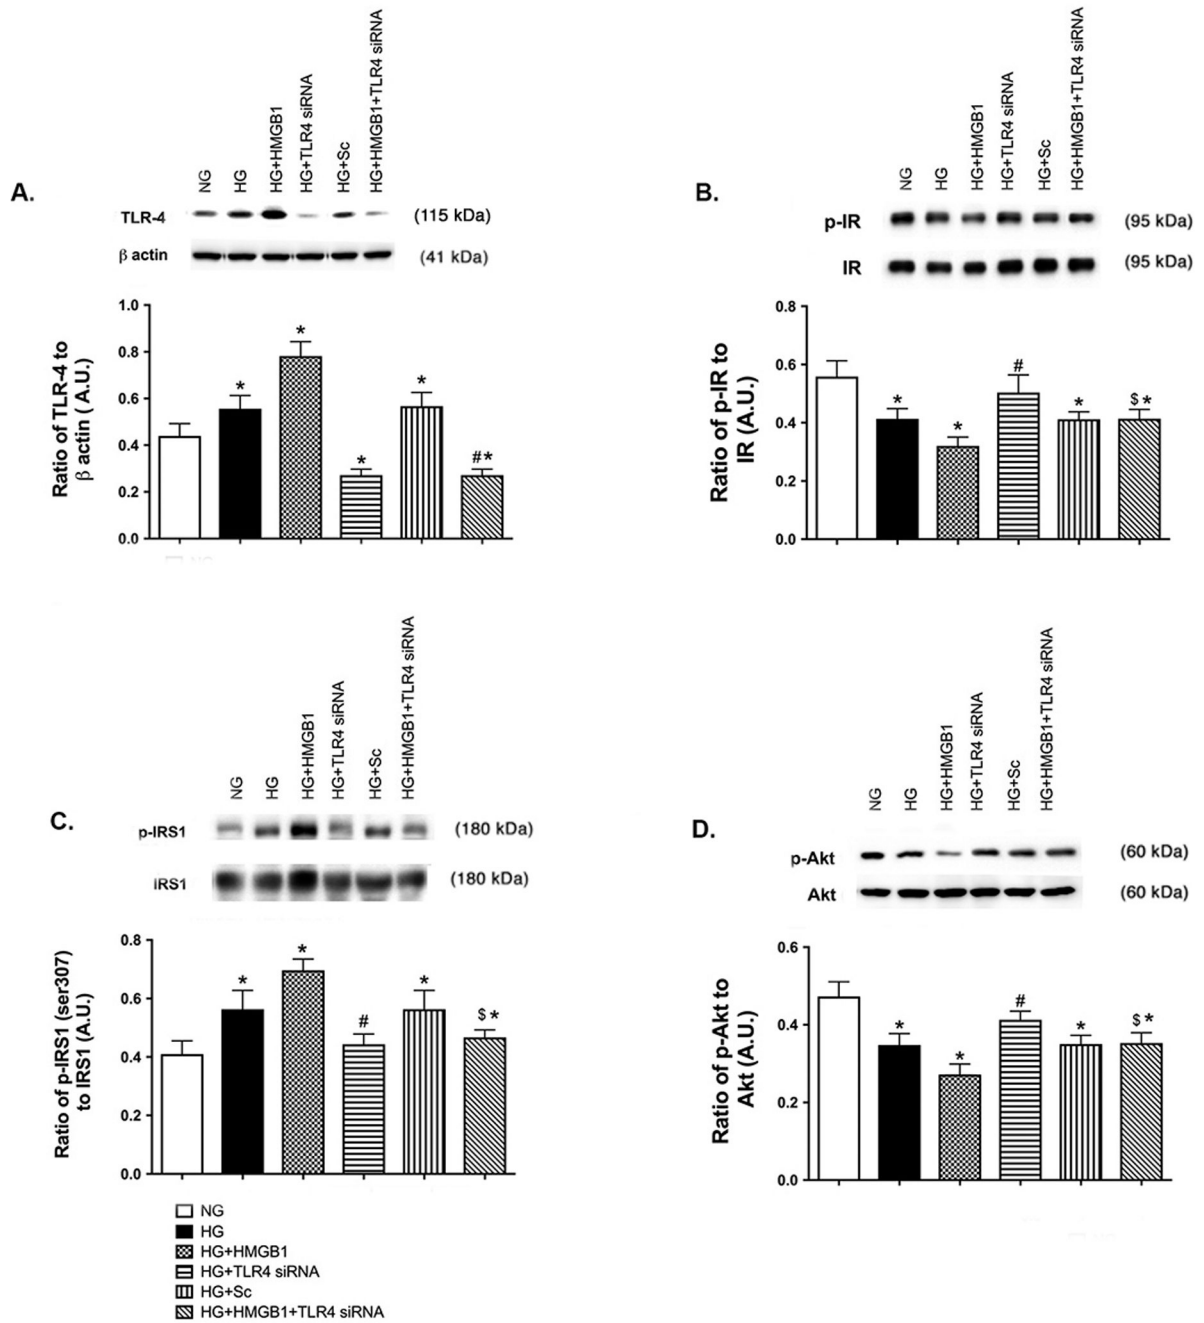 A.
NG
HG
HG+HMGB1
HG+TLR4 siRNA
HG+Sc
HG+HMGB1+TLR4 siRNA
TLR-4
(115 kDa)
β actin
(41 kDa)
Ratio of TLR-4 to
β actin ( A.U.)
1.0
0.8
0.6
0.4
0.2
0.0
*
*
*
*
#*
B.
NG
HG
HG+HMGB1
HG+TLR4 siRNA
HG+Sc
HG+HMGB1+TLR4 siRNA
p-IR
(95 kDa)
IR
(95 kDa)
Ratio of p-IR to
IR (A.U.)
0.8
0.6
0.4
0.2
0.0
*
*
#
*
$*
C.
NG
HG
HG+HMGB1
HG+TLR4 siRNA
HG+Sc
HG+HMGB1+TLR4 siRNA
p-IRS1
(180 kDa)
IRS1
(180 kDa)
Ratio of p-IRS1 (ser307)
to IRS1 (A.U.)
0.8
0.6
0.4
0.2
0.0
*
*
#
*
$*
D.
NG
HG
HG+HMGB1
HG+TLR4 siRNA
HG+Sc
HG+HMGB1+TLR4 siRNA
p-Akt
(60 kDa)
Akt
(60 kDa)
Ratio of p-Akt to
Akt (A.U.)
0.6
0.4
0.2
0.0
*
*
#
*
$*
NG
HG
HG+HMGB1
HG+TLR4 siRNA
HG+Sc
HG+HMGB1+TLR4 siRNA